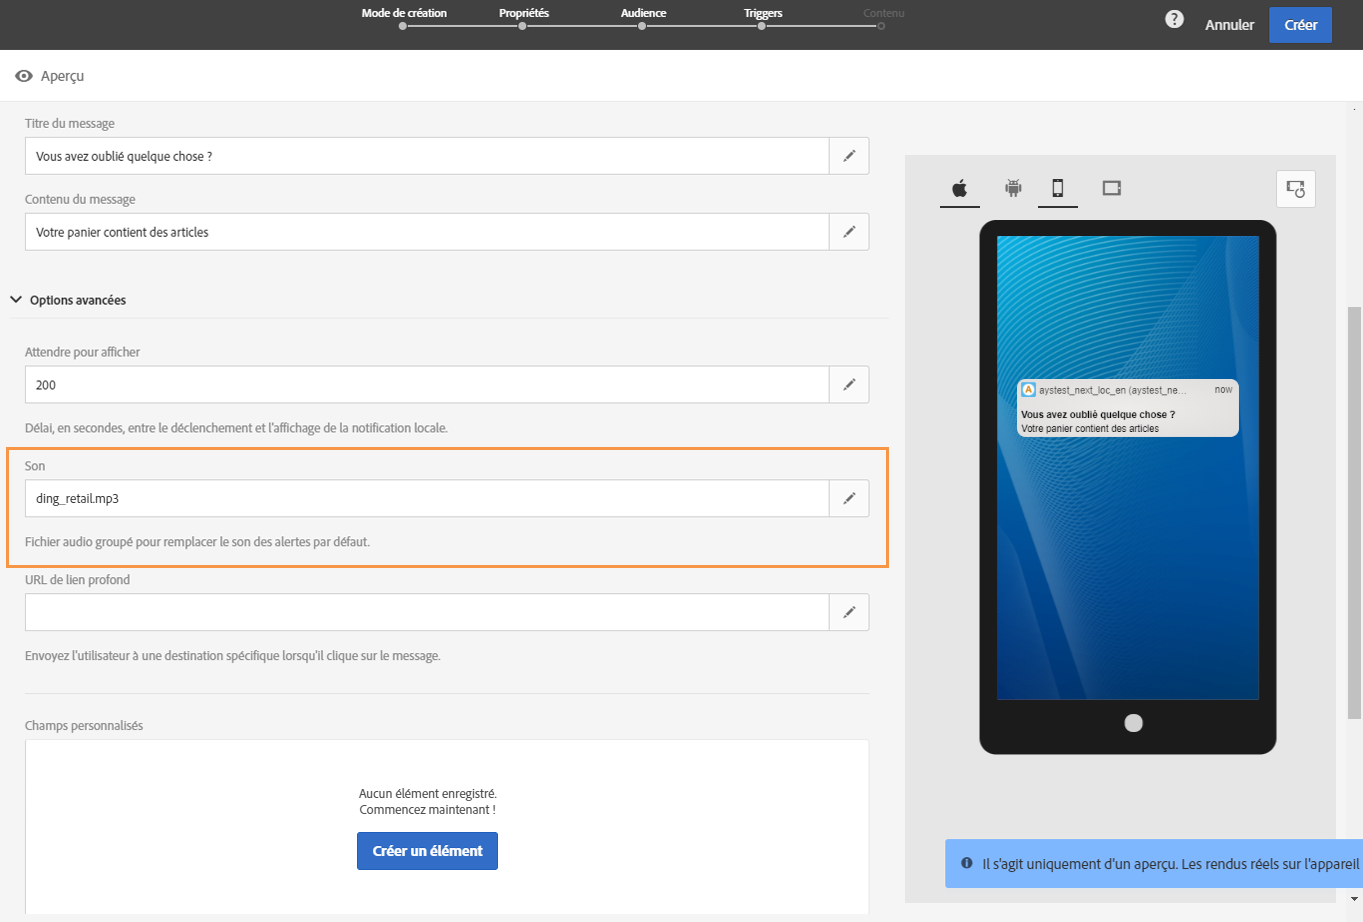 Mode de création
Propriétés
Audience
Triggers
Contenu
?
Annuler
Créer
Aperçu
Titre du message
Vous avez oublié quelque chose ?
Contenu du message
Votre panier contient des articles
Options avancées
Attendre pour afficher
200
Délai, en secondes, entre le déclenchement et l'affichage de la notification locale.
Son
ding_retail.mp3
Fichier audio groupé pour remplacer le son des alertes par défaut.
URL de lien profond
Envoyez l'utilisateur à une destination spécifique lorsqu'il clique sur le message.
Champs personnalisés
Aucun élément enregistré.
Commencez maintenant !
Créer un élément
A aystest_next_loc_en (aystest_ne... now
Vous avez oublié quelque chose ?
Votre panier contient des articles
Il s'agit uniquement d'un aperçu. Les rendus réels sur l'appareil